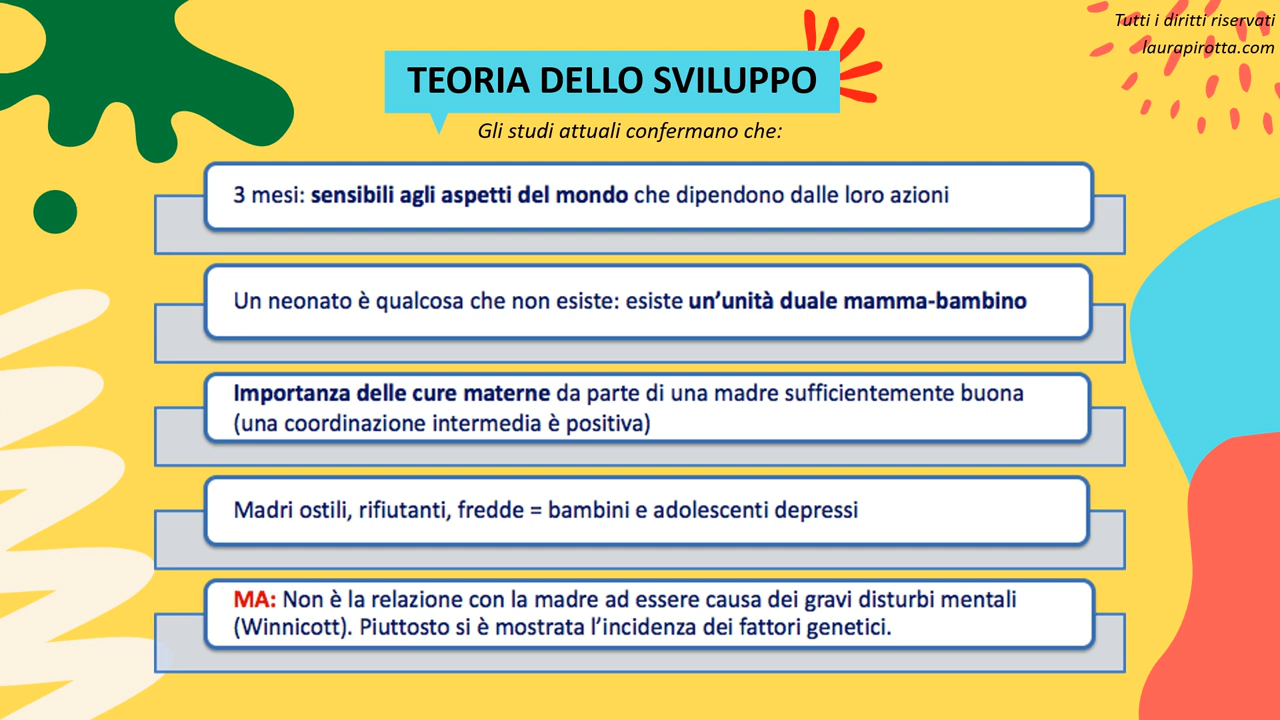 Tutti i diritti riservati
laurapirotta.com
TEORIA DELLO SVILUPPO
Gli studi attuali confermano che:
3 mesi: sensibili agli aspetti del mondo che dipendono dalle loro azioni
Un neonato è qualcosa che non esiste: esiste un’unità duale mamma-bambino
Importanza delle cure materne da parte di una madre sufficientemente buona
(una coordinazione intermedia è positiva)
Madri ostili, rifiutanti, fredde = bambini e adolescenti depressi
MA: Non è la relazione con la madre ad essere causa dei gravi disturbi mentali
(Winnicott). Piuttosto si è mostrata l’incidenza dei fattori genetici.